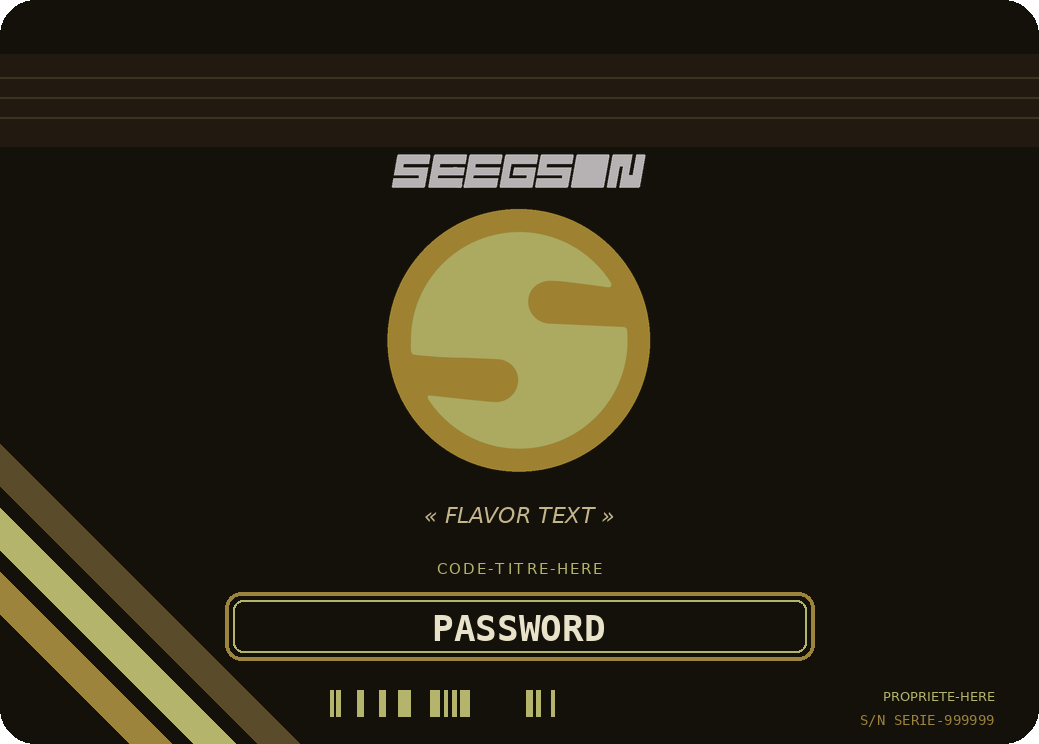 SEEGSON
« FLAVOR TEXT »
CODE-TITRE-HERE
PASSWORD
PROPRIETE-HERE
S/N SERIE-999999